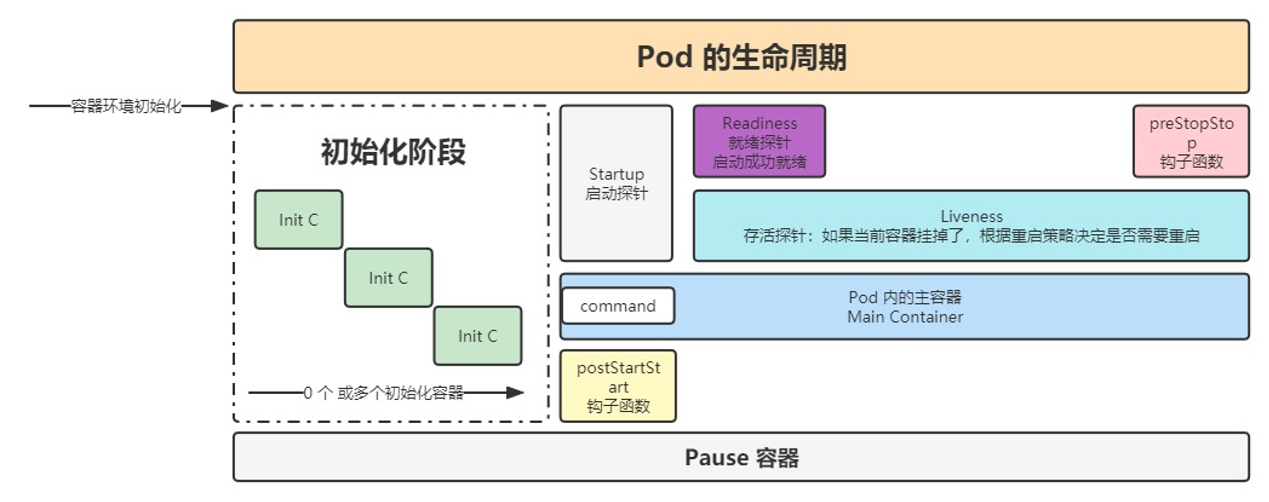 Pod 的生命周期
容器环境初始化
初始化阶段
Init C
Init C
Init C
0 个 或多个初始化容器
Startup
启动探针
Readiness
就绪探针
启动成功就绪
preStopSto
p
钩子函数
Liveness
存活探针：如果当前容器挂掉了，根据重启策略决定是否需要重启
command
Pod 内的主容器
Main Container
postStartSt
art
钩子函数
Pause 容器